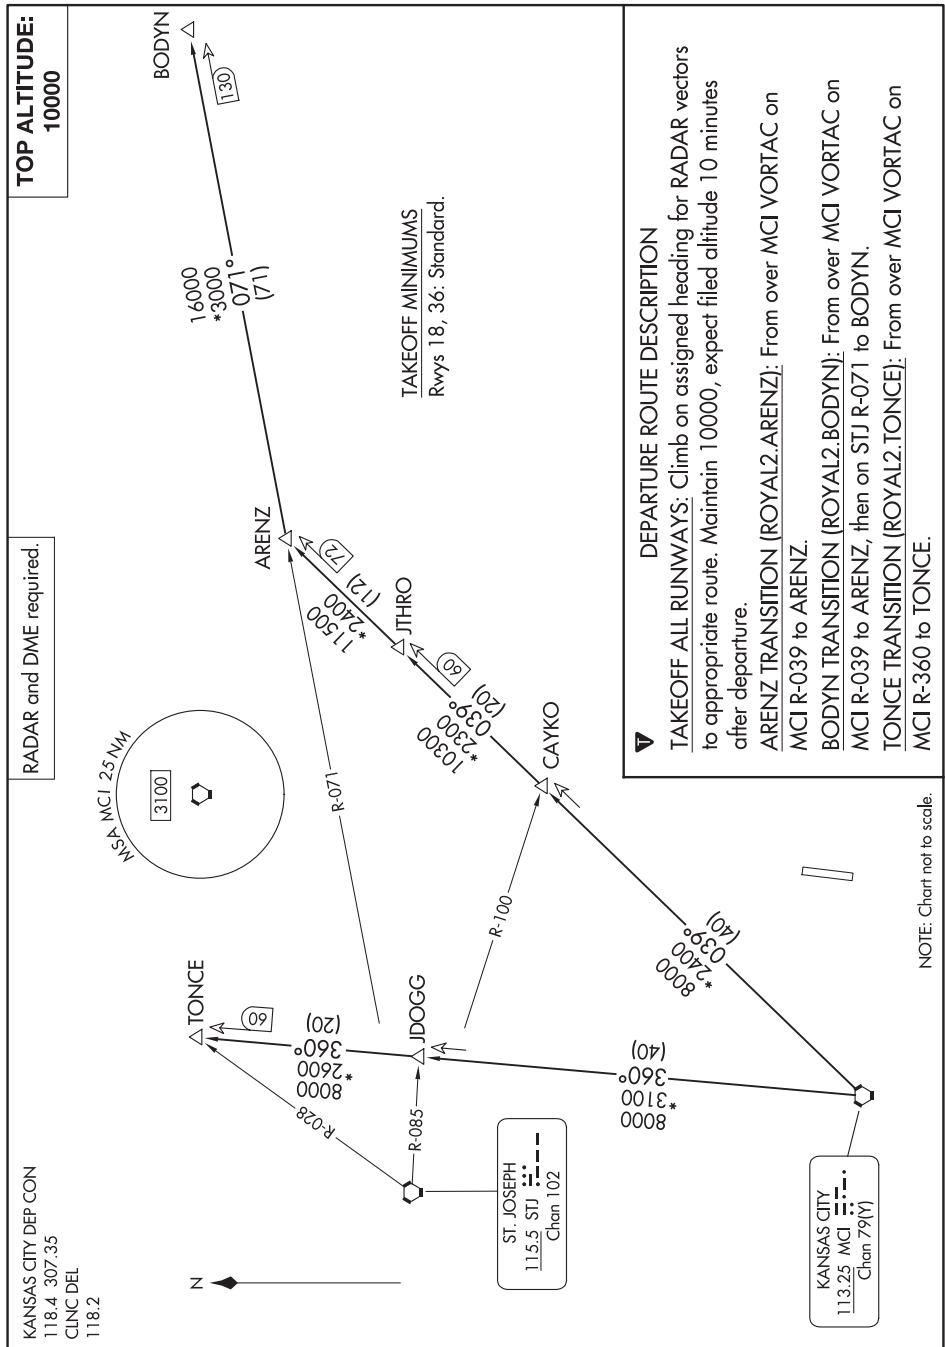 KANSAS CITY DEP CON
118.4 307.35
CLNC DEL
118.2
RADAR and DME required.
TOP ALTITUDE:
10000
MSA MCI 25 NM
3100
BODYN
130
16000
*3000
071°
(71)
ARENZ
72
11500
*2400
(12)
JTHRO
60
10300
*2300
039°
(20)
CAYKO
8000
*2400
039°
(40)
TONCE
60
8000
*2600
360°
(20)
JDOGG
8000
*3100
360°
(40)
R-071
R-100
R-028
R-085
N
ST. JOSEPH
115.5 STJ
Chan 102
KANSAS CITY
113.25 MCI
Chan 79(Y)
TAKEOFF MINIMUMS
Rwys 18, 36: Standard.
NOTE: Chart not to scale.
T
DEPARTURE ROUTE DESCRIPTION
TAKEOFF ALL RUNWAYS: Climb on assigned heading for RADAR vectors
to appropriate route. Maintain 10000, expect filed altitude 10 minutes
after departure.
ARENZ TRANSITION (ROYAL2.ARENZ): From over MCI VORTAC on
MCI R-039 to ARENZ.
BODYN TRANSITION (ROYAL2.BODYN): From over MCI VORTAC on
MCI R-039 to ARENZ, then on STJ R-071 to BODYN.
TONCE TRANSITION (ROYAL2.TONCE): From over MCI VORTAC on
MCI R-360 to TONCE.